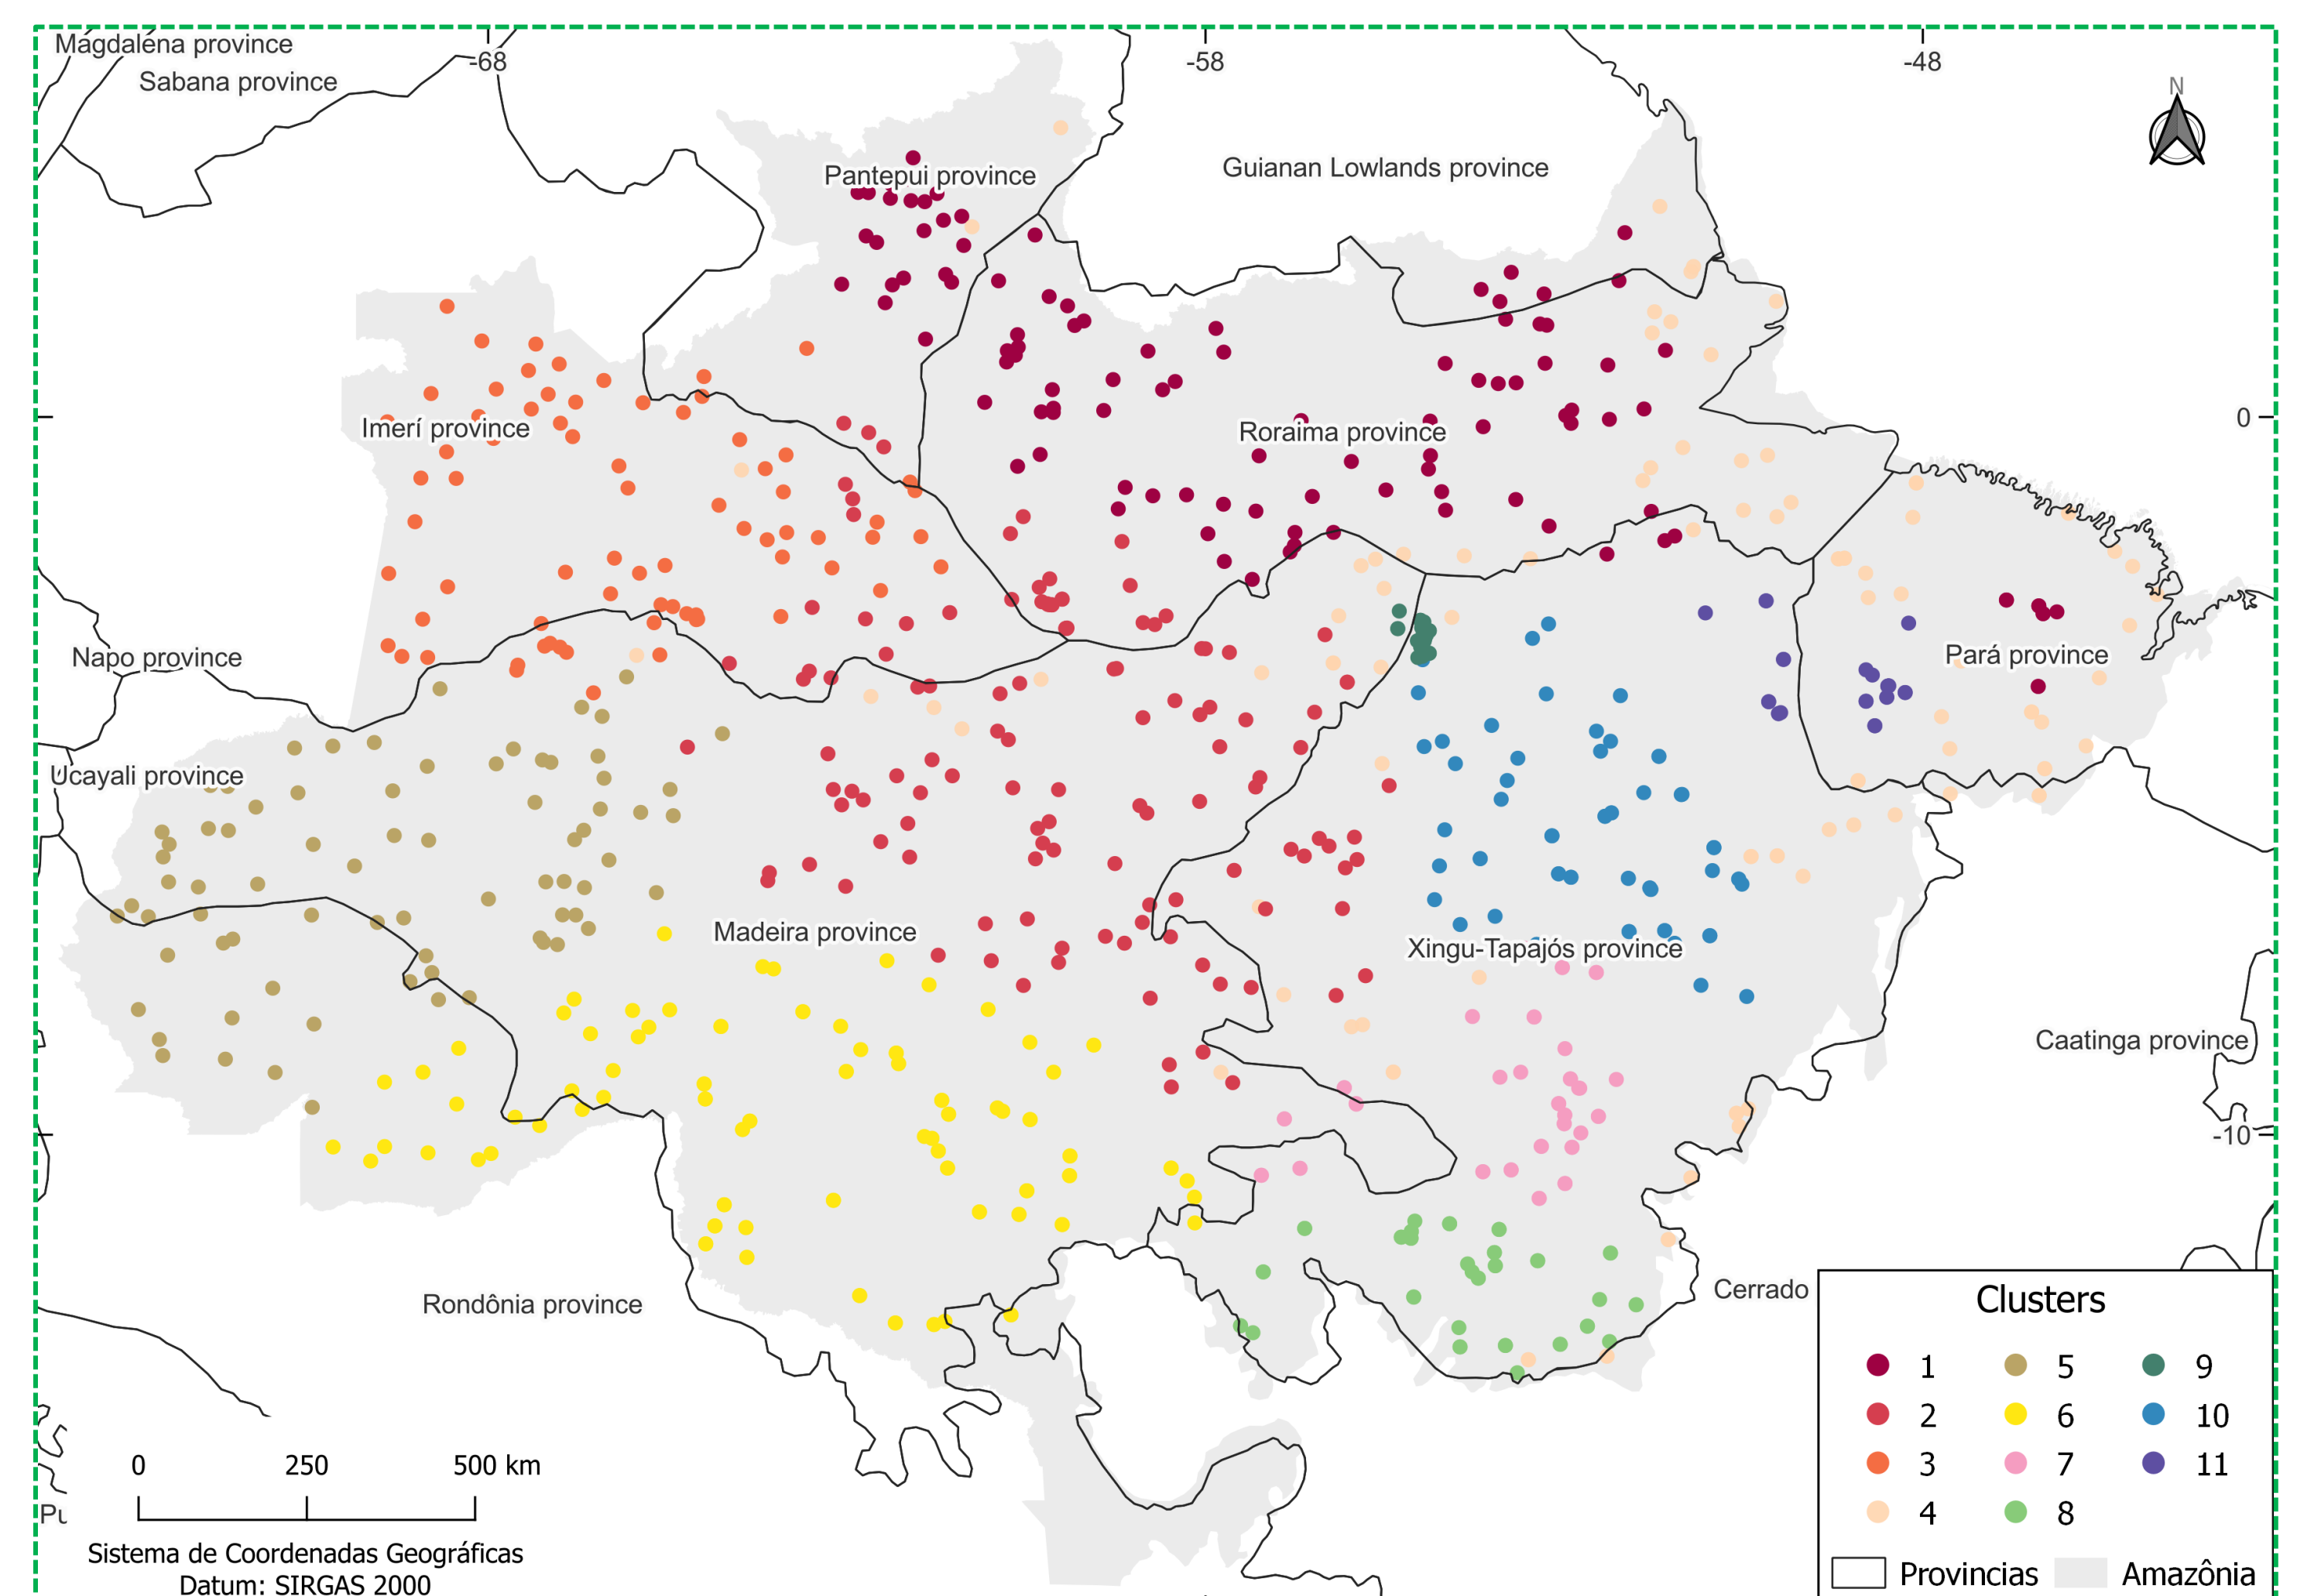 Magdalena province
Sabana province
-68
-58
-48
N
Pantepui province
Guianan Lowlands province
Imerí province
Roraima province
0
Napo province
Pará province
Ucayali province
Madeira province
Xingu-Tapajós province
Caatinga province
-10
Rondônia province
Cerrado
Clusters
1
5
9
2
6
10
3
7
11
4
8
Provincias
Amazônia
0
250
500 km
Sistema de Coordenadas Geográficas
Datum: SIRGAS 2000